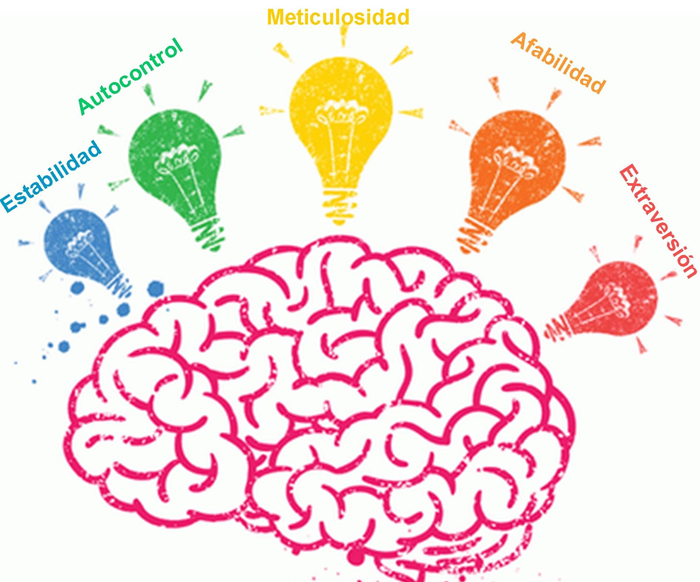 Estabilidad
Autocontrol
Meticulosidad
Afabilidad
Extraversión